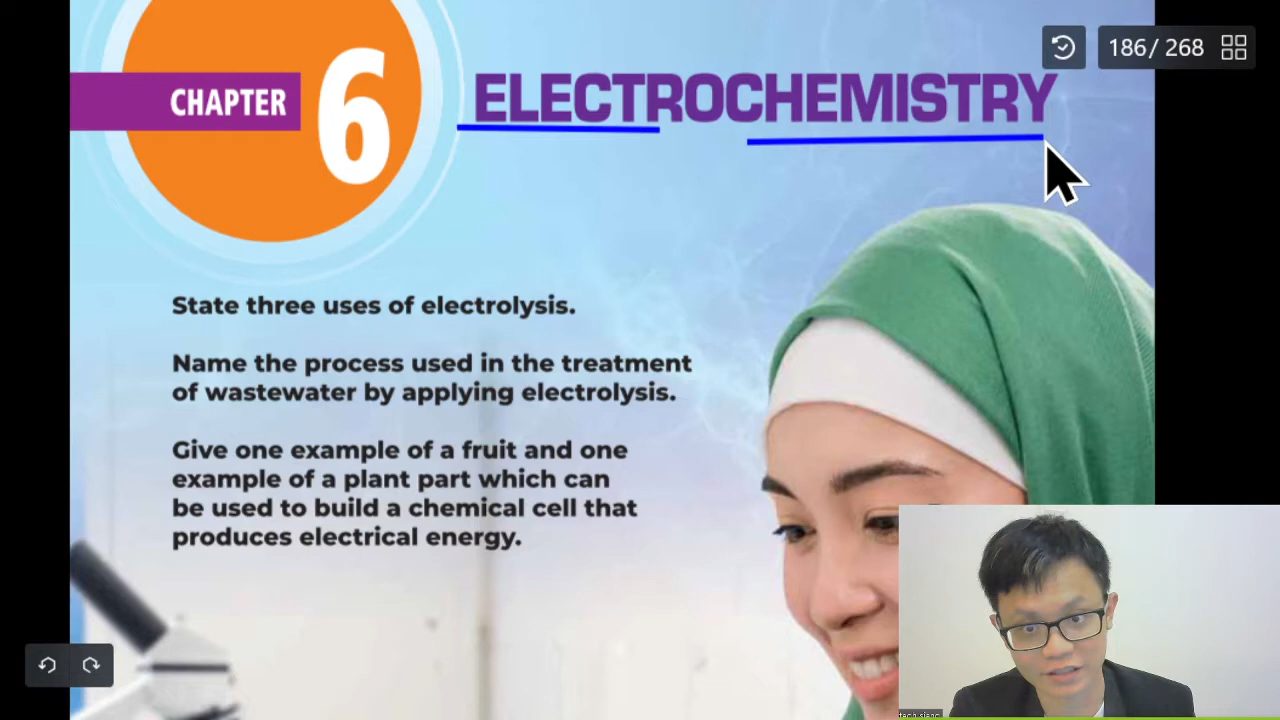 CHAPTER 6 ELECTROCHEMISTRY
186/ 268
State three uses of electrolysis.
Name the process used in the treatment
of wastewater by applying electrolysis.
Give one example of a fruit and one
example of a plant part which can
be used to build a chemical cell that
produces electrical energy.